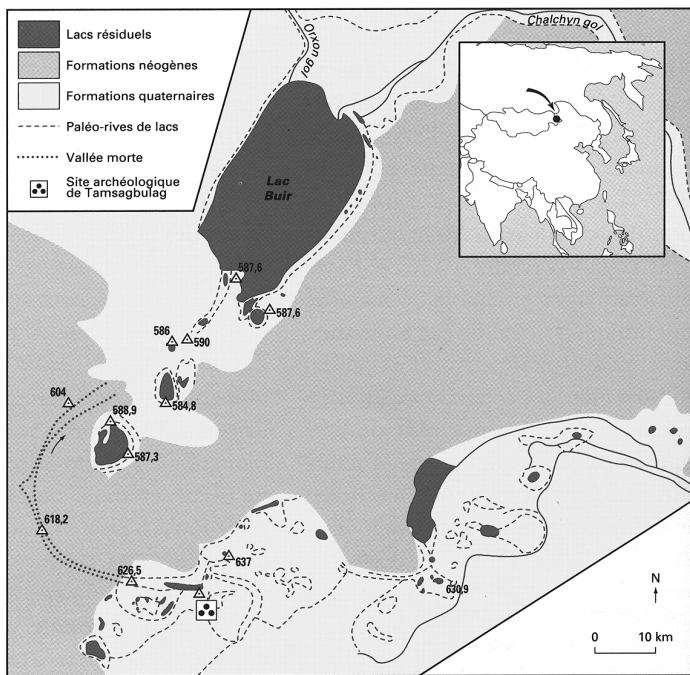 Lacs résiduels
Formations néogènes
Formations quaternaires
Paléo-rives de lacs
Vallée morte
Site archéologique
de Tamsagbulag
Orxon gol
Chalchyn gol
Lac
Buir
587,6
587,6
586
590
604
584,8
588,9
587,3
618,2
626,5
637
630,9
N
0 10 km